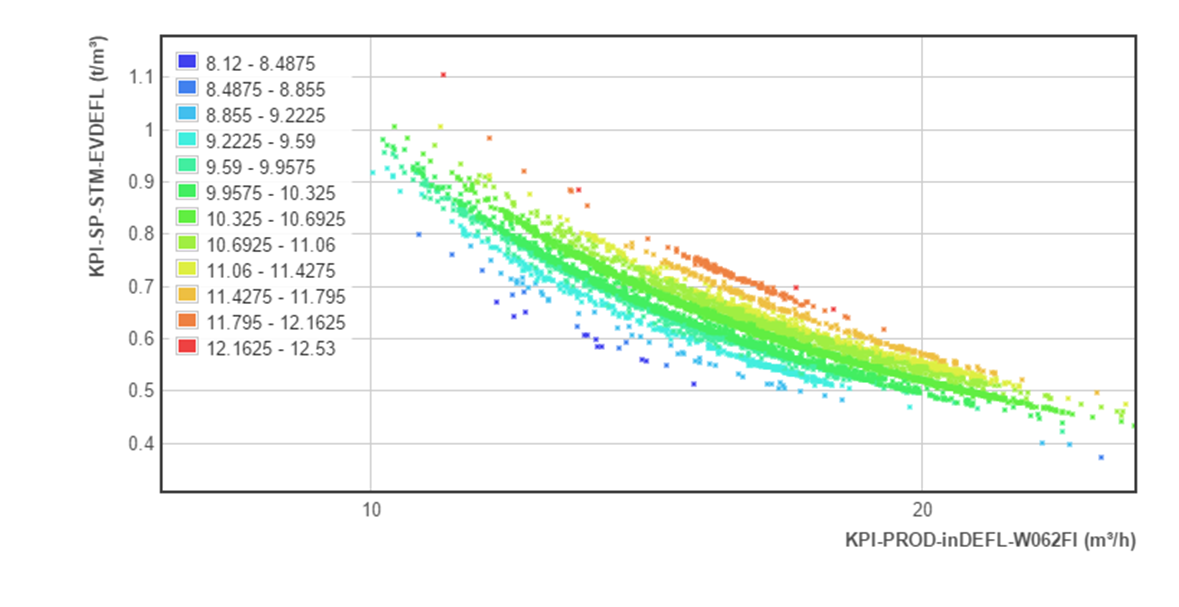 KPI-SP-STM-EVDEFL (t/m³)
1.1
1
0.9
0.8
0.7
0.6
0.5
0.4
8.12 - 8.4875
8.4875 - 8.855
8.855 - 9.2225
9.2225 - 9.59
9.59 - 9.9575
9.9575 - 10.325
10.325 - 10.6925
10.6925 - 11.06
11.06 - 11.4275
11.4275 - 11.795
11.795 - 12.1625
12.1625 - 12.53
10
20
KPI-PROD-inDEFL-W062FI (m³/h)